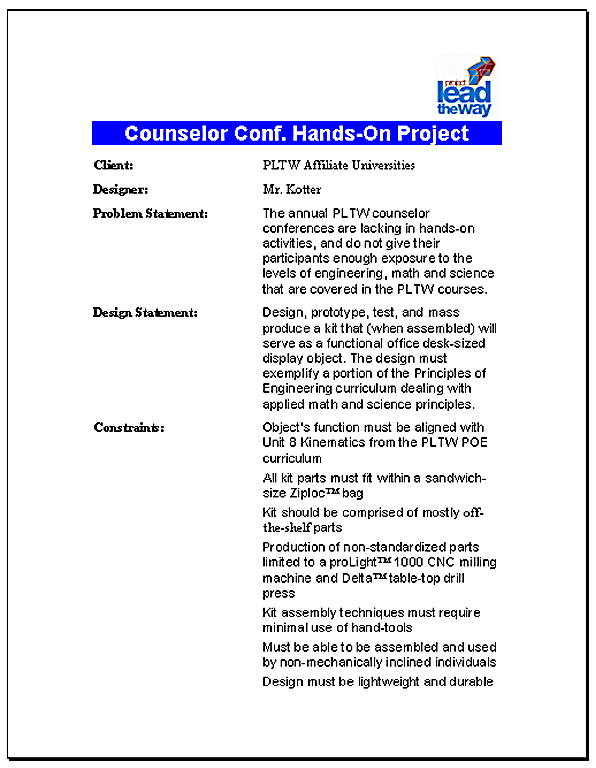 project
lead
theWay
Counselor Conf. Hands-On Project
Client: PLTW Affiliate Universities
Designer: Mr. Kotter
Problem Statement: The annual PLTW counselor
conferences are lacking in hands-on
activities, and do not give their
participants enough exposure to the
levels of engineering, math and science
that are covered in the PLTW courses.
Design Statement: Design, prototype, test, and mass
produce a kit that (when assembled) will
serve as a functional office desk-sized
display object. The design must
exemplify a portion of the Principles of
Engineering curriculum dealing with
applied math and science principles.
Constraints: Object's function must be aligned with
Unit 8 Kinematics from the PLTW POE
curriculum
All kit parts must fit within a sandwich-
size Ziploc™ bag
Kit should be comprised of mostly off-
the-shelf parts
Production of non-standardized parts
limited to a proLight™ 1000 CNC milling
machine and Delta™ table-top drill
press
Kit assembly techniques must require
minimal use of hand-tools
Must be able to be assembled and used
by non-mechanically inclined individuals
Design must be lightweight and durable